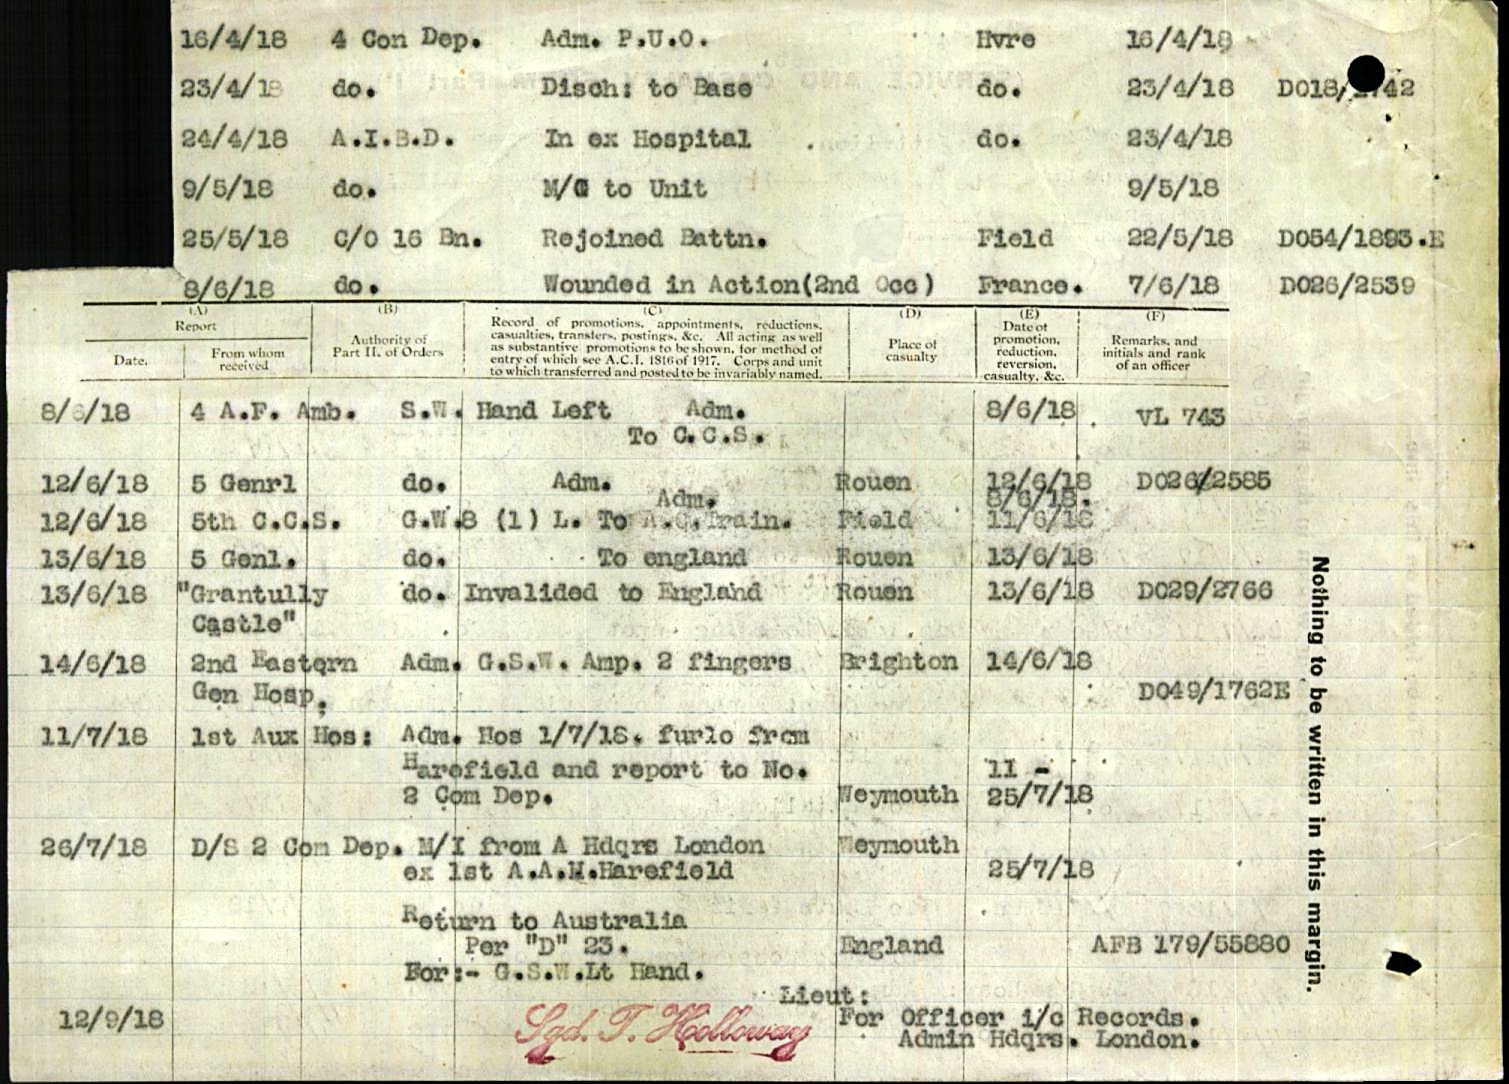 16/4/18 4 Con Dep. Adm. P.U.O. Hvre 16/4/18
23/4/18 do. Disch: to Base do. 23/4/18 DO18/ 742
24/4/18 A.I.B.D. In ex Hospital do. 23/4/18
9/5/18 do. M/O to Unit 9/5/18
25/5/18 C/O 16 Bn. Rejoined Battn. Field 22/5/18 DO54/1893.E
8/6/18 do. Wounded in Action(2nd Occ) France. 7/6/18 DO26/2539
(A) (B) (C) (D) (E) (F)
Report
Date.
From whom
received
Authority of
Part II. of Orders
Record of promotions, appointments, reductions,
casualties, transfers, postings, &c. All acting as well
as substantive promotions to be shown, for method of
entry of which see A.C.I. 1816 of 1917. Corps and unit
to which transferred and posted to be invariably named.
Place of
casualty
Date of
promotion,
reduction,
reversion,
casualty, &c.
Remarks, and
initials and rank
of an officer
8/6/18 4 A.F. Amb. S.W. Hand Left Adm. 8/6/18 VL 743
To C.C.S.
12/6/18 5 Genrl do. Adm. Rouen 12/6/18 DO26/2585
Adm. 8/6/18.
12/6/18 5th C.C.S. G.W.8 (1) L. To A.C.Train. Field 11/6/18
13/6/18 5 Genl. do. To england Rouen 13/6/18
13/6/18 "Grantully do. Invalided to England Rouen 13/6/18 DO29/2766
Castle"
14/6/18 2nd Eastern Adm. G.S.W. Amp. 2 fingers Brighton 14/6/18
Gen Hosp. DO49/1762E
11/7/18 1st Aux Hos: Adm. Hos 1/7/18. furlo from
Harefield and report to No. 11 -
2 Com Dep. Weymouth 25/7/18
26/7/18 D/S 2 Com Dep. M/I from A Hdqrs London Weymouth
ex 1st A.A.H.Harefield 25/7/18
Return to Australia
Per "D" 23. England AFB 179/55880
For:- G.S.W.Lt Hand.
Lieut:
12/9/18 Sgd. T. Holloway For Officer i/c Records.
Admin Hdqrs. London.
Nothing to be written in this margin.